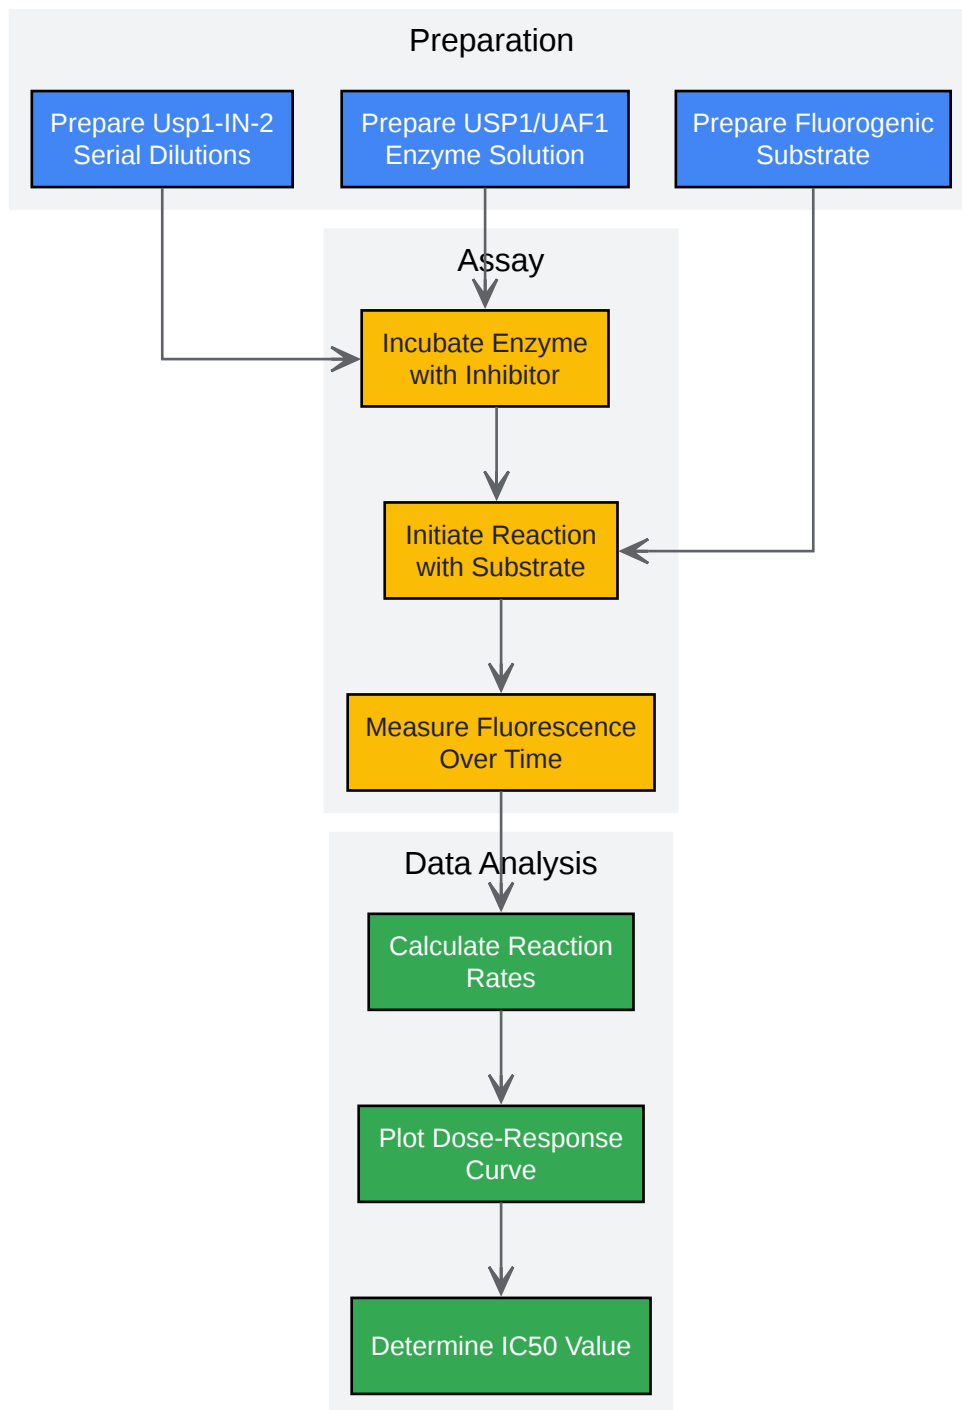 Preparation
Prepare Usp1-IN-2
Serial Dilutions
Prepare USP1/UAF1
Enzyme Solution
Prepare Fluorogenic
Substrate
Assay
Incubate Enzyme
with Inhibitor
Initiate Reaction
with Substrate
Measure Fluorescence
Over Time
Data Analysis
Calculate Reaction
Rates
Plot Dose-Response
Curve
Determine IC50 Value